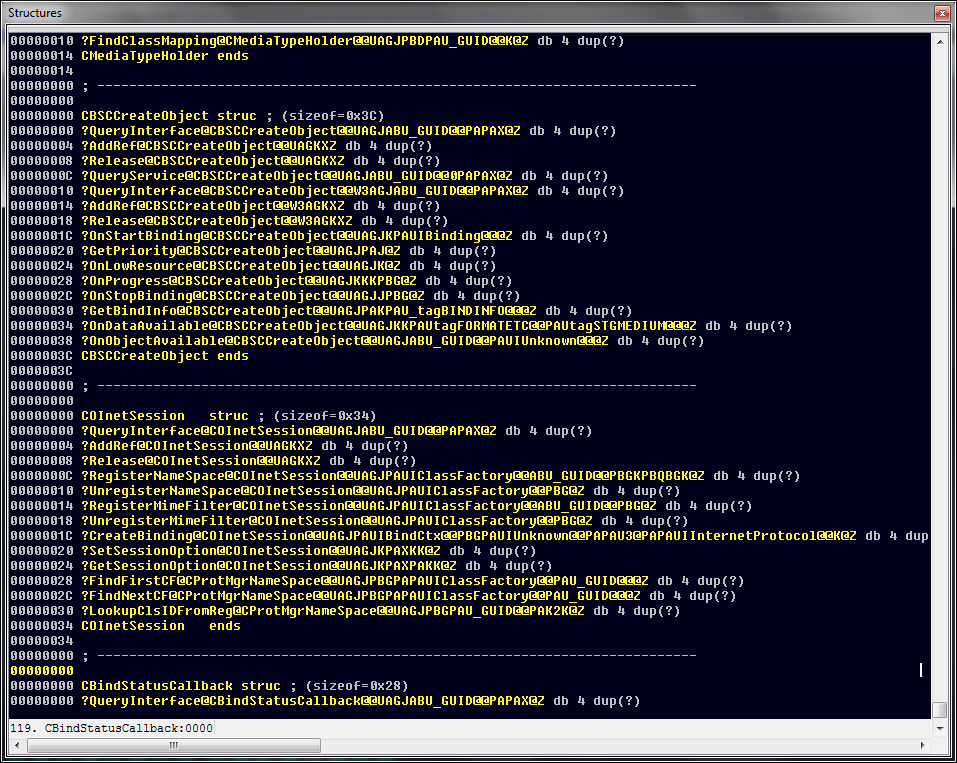 Structures
00000010 ?FindClassMapping@CMediaTypeHolder@@UAGJPBDPAU_GUID@@K@Z db 4 dup(?)
00000014 CMediaTypeHolder ends
00000014
00000000 ; ---------------------------------------------------------------------------
00000000
00000000 CBSCCreateObject struc ; (sizeof=0x3C)
00000000 ?QueryInterface@CBSCCreateObject@@UAGJABU_GUID@@PAPAX@Z db 4 dup(?)
00000004 ?AddRef@CBSCCreateObject@@UAGKXZ db 4 dup(?)
00000008 ?Release@CBSCCreateObject@@UAGKXZ db 4 dup(?)
0000000C ?QueryService@CBSCCreateObject@@UAGJABU_GUID@@0PAPAX@Z db 4 dup(?)
00000010 ?QueryInterface@CBSCCreateObject@@W3AGJABU_GUID@@PAPAX@Z db 4 dup(?)
00000014 ?AddRef@CBSCCreateObject@@W3AGKXZ db 4 dup(?)
00000018 ?Release@CBSCCreateObject@@W3AGKXZ db 4 dup(?)
0000001C ?OnStartBinding@CBSCCreateObject@@UAGJKPAUIBinding@@@Z db 4 dup(?)
00000020 ?GetPriority@CBSCCreateObject@@UAGJPAJ@Z db 4 dup(?)
00000024 ?OnLowResource@CBSCCreateObject@@UAGJK@Z db 4 dup(?)
00000028 ?OnProgress@CBSCCreateObject@@UAGJKKKPBG@Z db 4 dup(?)
0000002C ?OnStopBinding@CBSCCreateObject@@UAGJJPBG@Z db 4 dup(?)
00000030 ?GetBindInfo@CBSCCreateObject@@UAGJPAKPAU_tagBINDINFO@@@Z db 4 dup(?)
00000034 ?OnDataAvailable@CBSCCreateObject@@UAGJKKPAUtagFORMATETC@@PAUtagSTGMEDIUM@@@Z db 4 dup(?)
00000038 ?OnObjectAvailable@CBSCCreateObject@@UAGJABU_GUID@@PAUIUnknown@@@Z db 4 dup(?)
0000003C CBSCCreateObject ends
0000003C
00000000 ; ---------------------------------------------------------------------------
00000000
00000000 COInetSession   struc ; (sizeof=0x34)
00000000 ?QueryInterface@COInetSession@@UAGJABU_GUID@@PAPAX@Z db 4 dup(?)
00000004 ?AddRef@COInetSession@@UAGKXZ db 4 dup(?)
00000008 ?Release@COInetSession@@UAGKXZ db 4 dup(?)
0000000C ?RegisterNameSpace@COInetSession@@UAGJPAUIClassFactory@@ABU_GUID@@PBGKPBQBGK@Z db 4 dup(?)
00000010 ?UnregisterNameSpace@COInetSession@@UAGJPAUIClassFactory@@PBG@Z db 4 dup(?)
00000014 ?RegisterMimeFilter@COInetSession@@UAGJPAUIClassFactory@@ABU_GUID@@PBG@Z db 4 dup(?)
00000018 ?UnregisterMimeFilter@COInetSession@@UAGJPAUIClassFactory@@PBG@Z db 4 dup(?)
0000001C ?CreateBinding@COInetSession@@UAGJPAUIBindCtx@@PBGPAUIUnknown@@PAPAU3@PAPAUIInternetProtocol@@K@Z db 4 dup
00000020 ?SetSessionOption@COInetSession@@UAGJKPAXKK@Z db 4 dup(?)
00000024 ?GetSessionOption@COInetSession@@UAGJKPAXPAKK@Z db 4 dup(?)
00000028 ?FindFirstCF@CProtMgrNameSpace@@UAGJPBGPAPAUIClassFactory@@PAU_GUID@@@Z db 4 dup(?)
0000002C ?FindNextCF@CProtMgrNameSpace@@UAGJPBGPAPAUIClassFactory@@PAU_GUID@@@Z db 4 dup(?)
00000030 ?LookupClsIDFromReg@CProtMgrNameSpace@@UAGJPBGPAU_GUID@@PAK2K@Z db 4 dup(?)
00000034 COInetSession   ends
00000034
00000000 ; ---------------------------------------------------------------------------
00000000
00000000 CBindStatusCallback struc ; (sizeof=0x28)
00000000 ?QueryInterface@CBindStatusCallback@@UAGJABU_GUID@@PAPAX@Z db 4 dup(?)
119. CBindStatusCallback:0000